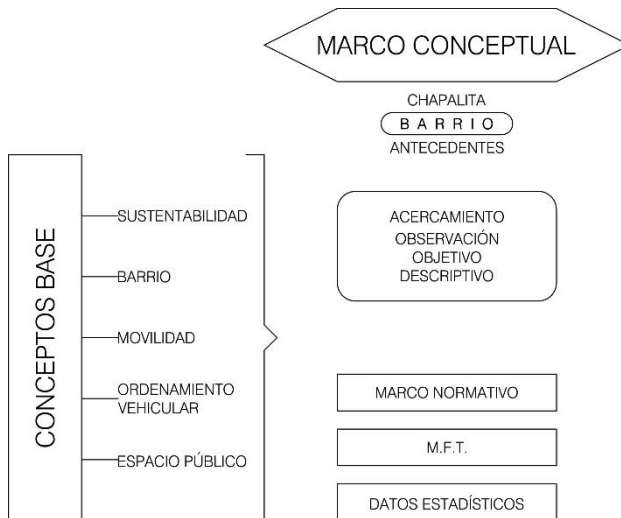 MARCO CONCEPTUAL
CHAPALITA
BARRIO
ANTECEDENTES
CONCEPTOS BASE
SUSTENTABILIDAD
BARRIO
MOVILIDAD
ORDENAMIENTO
VEHICULAR
ESPACIO PÚBLICO
ACERCAMIENTO
OBSERVACIÓN
OBJETIVO
DESCRIPTIVO
MARCO NORMATIVO
M.F.T.
DATOS ESTADÍSTICOS